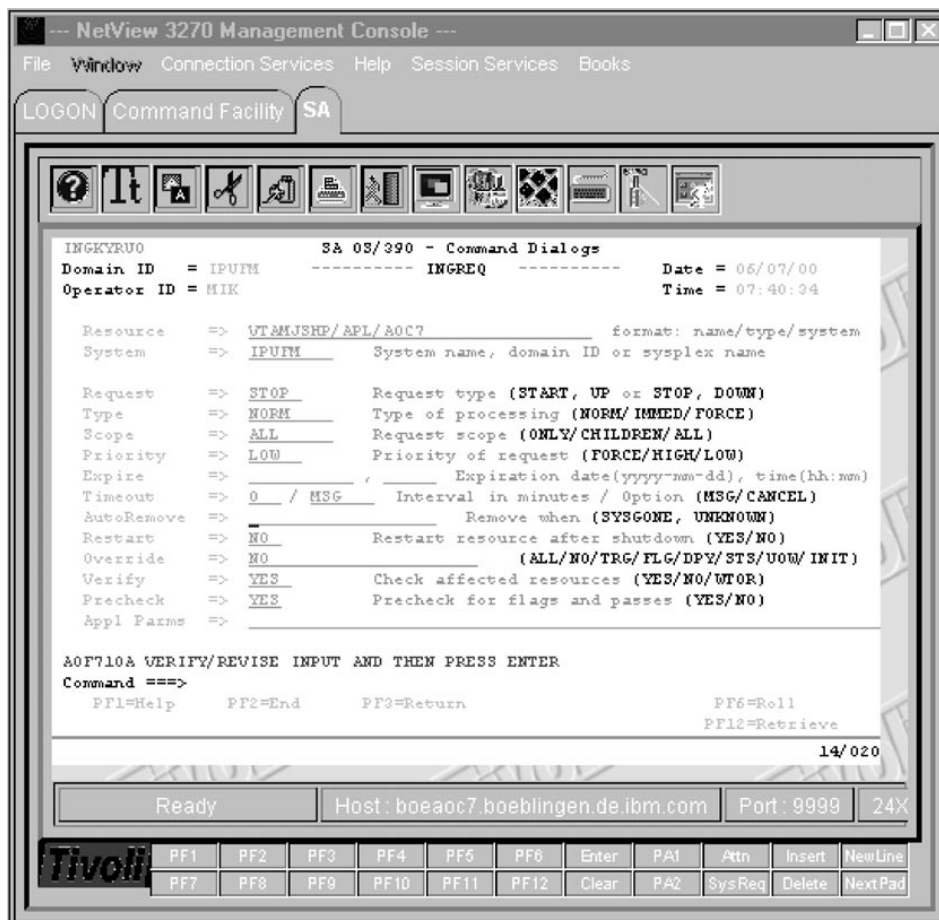 --- NetView 3270 Management Console ---
File Window Connection Services Help Session Services Books
LOGON Command Facility SA
Tt
INGKYRU0 SA OS/390 - Command Dialogs
Domain ID = IPUFM ---------- INGREQ ---------- Date = 06/07/00
Operator ID = MIK Time = 07:40:34
Resource => VTAMJSHP/APL/AOC7 format: name/type/system
System => IPUFM System name, domain ID or sysplex name
Request => STOP Request type (START, UP or STOP, DOWN)
Type => NORM Type of processing (NORM/IMMED/FORCE)
Scope => ALL Request scope (ONLY/CHILDREN/ALL)
Priority => LOW Priority of request (FORCE/HIGH/LOW)
Expire => , Expiration date(yyyy-mm-dd), time(hh:mm)
Timeout => 0 / MSG Interval in minutes / Option (MSG/CANCEL)
AutoRemove => Remove when (SYSGONE, UNKNOWN)
Restart => NO Restart resource after shutdown (YES/NO)
Override => NO (ALL/NO/TRG/FLG/DPY/STS/UOW/INIT)
Verify => YES Check affected resources (YES/NO/WTOR)
Precheck => YES Precheck for flags and passes (YES/NO)
Appl Parms =>
AOF710A VERIFY/REVISE INPUT AND THEN PRESS ENTER
Command ===>
PF1=Help PF2=End PF3=Return PF6=Roll
PF12=Retrieve
14/020
Ready Host : boeaoc7.boeblingen.de.ibm.com Port : 9999 24X
Tivoli PF1 PF2 PF3 PF4 PF5 PF6 Enter PA1 Attn Insert NewLine
PF7 PF8 PF9 PF10 PF11 PF12 Clear PA2 SysReq Delete NextPad